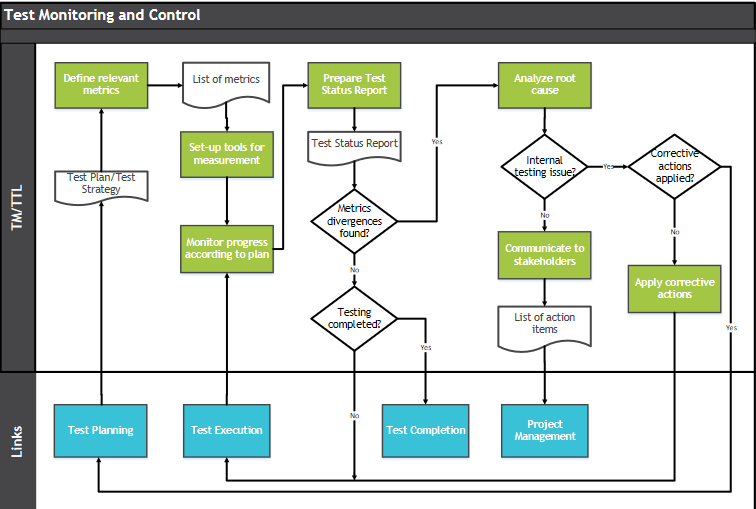 Test Monitoring and Control
TM/TTL
Define relevant
metrics
List of metrics
Prepare Test
Status Report
Analyze root
cause
Yes
Set-up tools for
measurement
Test Status Report
Internal
testing issue?
Yes
Corrective
actions
applied?
Test Plan/Test
Strategy
Metrics
divergences
found?
No
No
Monitor progress
according to plan
Communicate to
stakeholders
No
Apply corrective
actions
Testing
completed?
List of action
items
Yes
Yes
Links
No
Test Planning
Test Execution
Test Completion
Project
Management